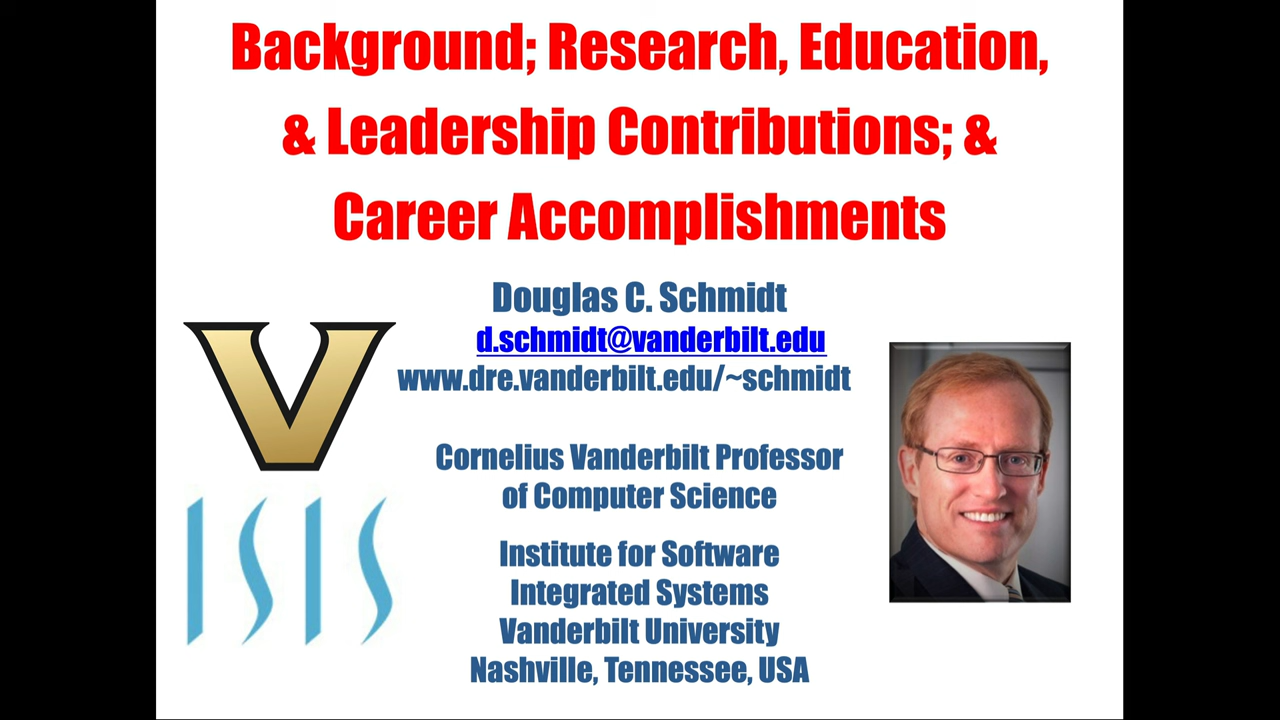 Background; Research, Education,
& Leadership Contributions; &
Career Accomplishments
Douglas C. Schmidt
d.schmidt@vanderbilt.edu
www.dre.vanderbilt.edu/~schmidt
Cornelius Vanderbilt Professor
of Computer Science
Institute for Software
Integrated Systems
Vanderbilt University
Nashville, Tennessee, USA
V
ISIS